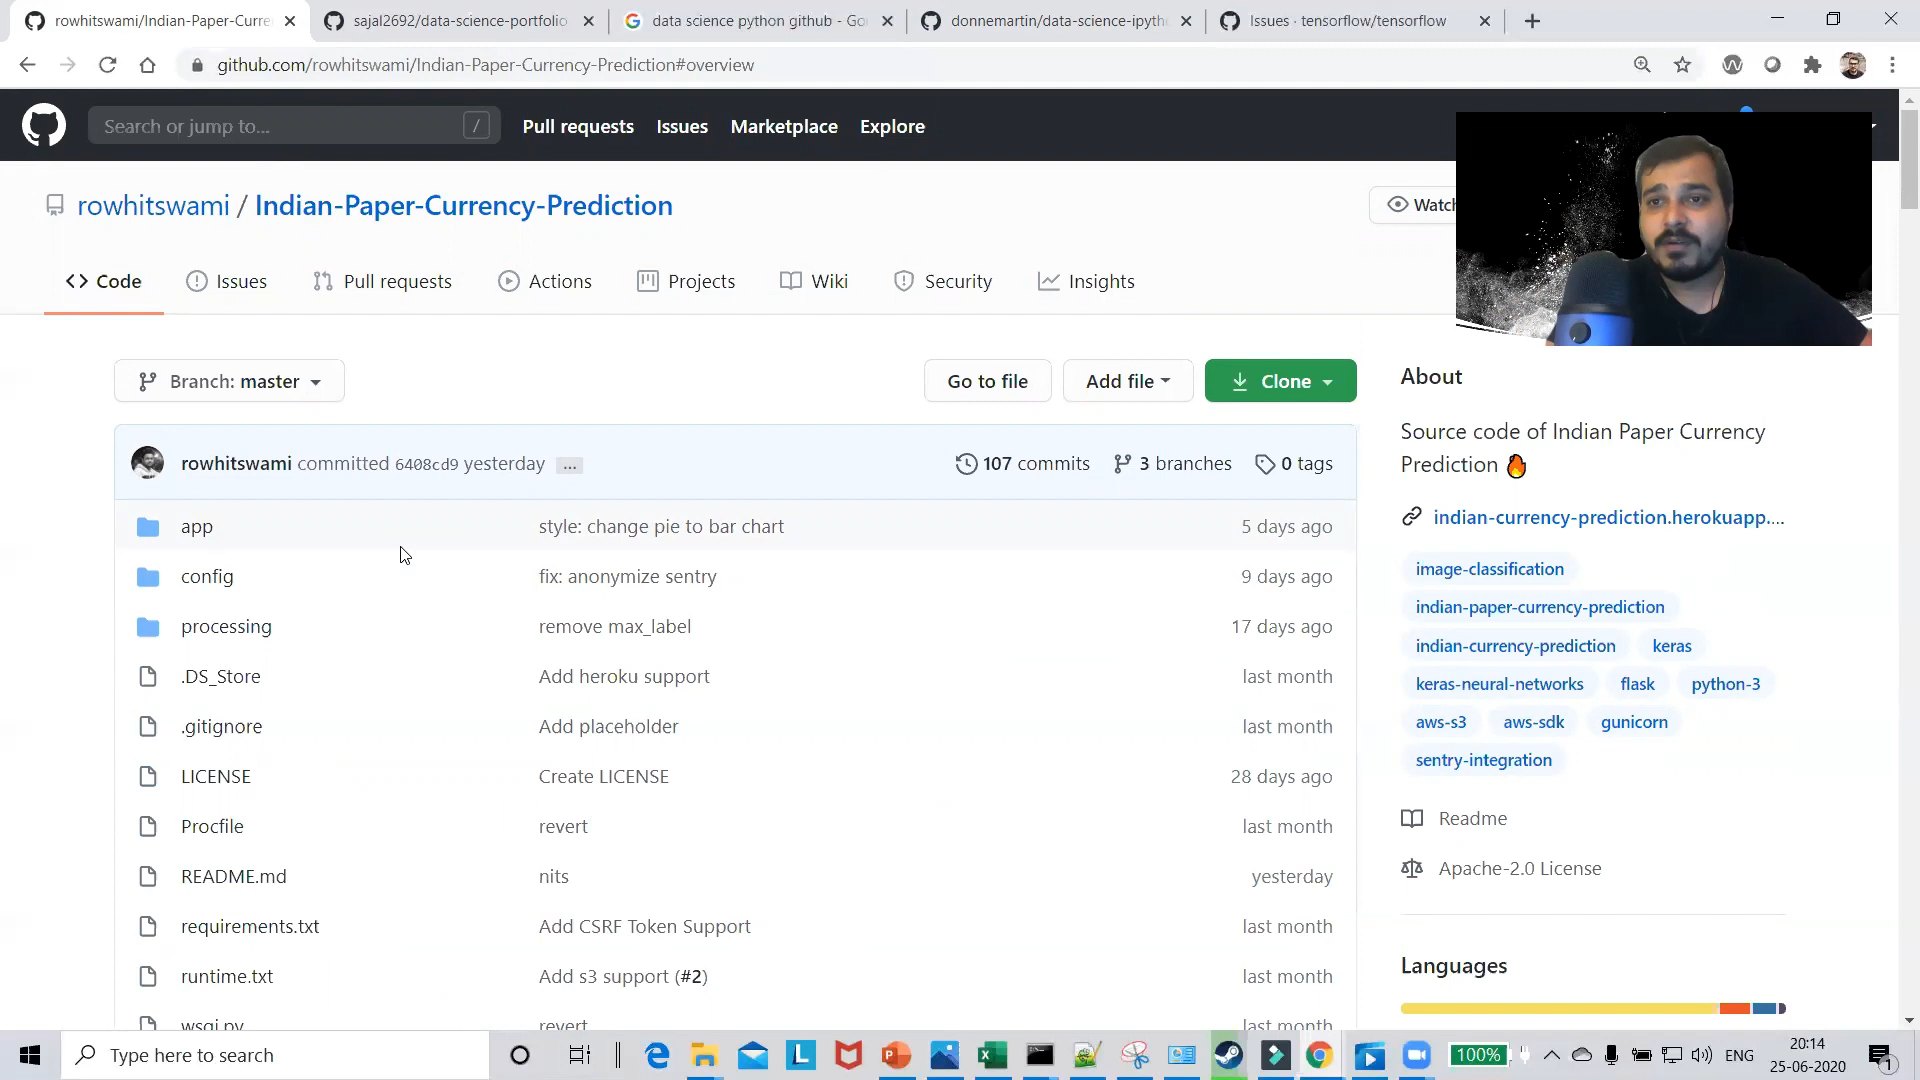 rowhitswami/Indian-Paper-Curre
sajal2692/data-science-portfolio
data science python github - Go
donnemartin/data-science-ipyth
Issues · tensorflow/tensorflow
github.com/rowhitswami/Indian-Paper-Currency-Prediction#overview
Search or jump to...
/
Pull requests
Issues
Marketplace
Explore
rowhitswami / Indian-Paper-Currency-Prediction
Watch
Code
Issues
Pull requests
Actions
Projects
Wiki
Security
Insights
Branch: master
Go to file
Add file
Clone
rowhitswami committed 6408cd9 yesterday ...
107 commits
3 branches
0 tags
app style: change pie to bar chart 5 days ago
config fix: anonymize sentry 9 days ago
processing remove max_label 17 days ago
.DS_Store Add heroku support last month
.gitignore Add placeholder last month
LICENSE Create LICENSE 28 days ago
Procfile revert last month
README.md nits yesterday
requirements.txt Add CSRF Token Support last month
runtime.txt Add s3 support (#2) last month
wsgi.py revert last month
About
Source code of Indian Paper Currency
Prediction 🔥
indian-currency-prediction.herokuapp....
image-classification
indian-paper-currency-prediction
indian-currency-prediction keras
keras-neural-networks flask python-3
aws-s3 aws-sdk gunicorn
sentry-integration
Readme
Apache-2.0 License
Languages
Type here to search
100%
ENG
20:14
25-06-2020
1